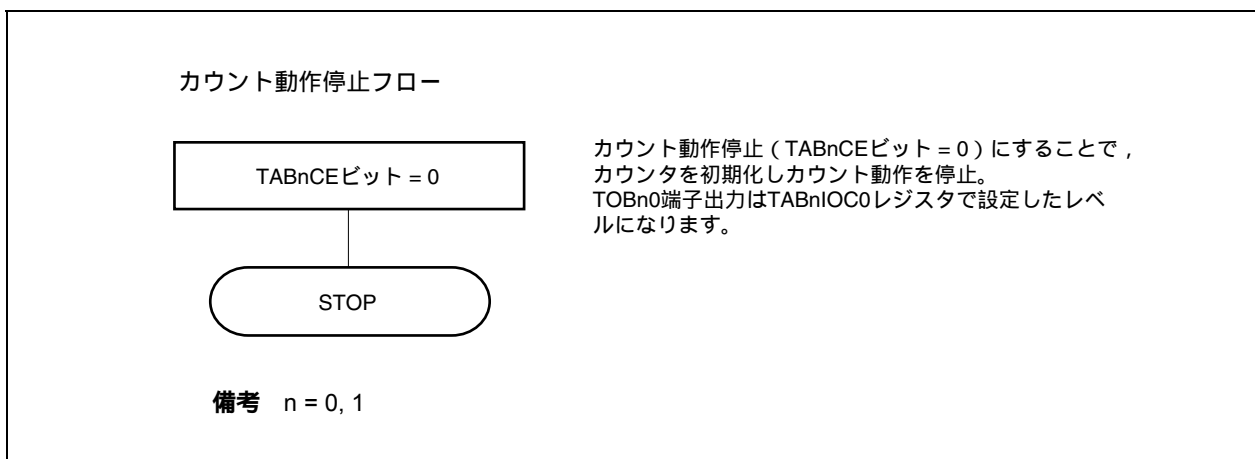 カウント動作停止フロー
TABnCEビット = 0
カウント動作停止（TABnCEビット = 0）にすることで，
カウンタを初期化しカウント動作を停止。
TOBn0端子出力はTABnIOC0レジスタで設定したレベ
ルになります。
STOP
備考 n = 0, 1